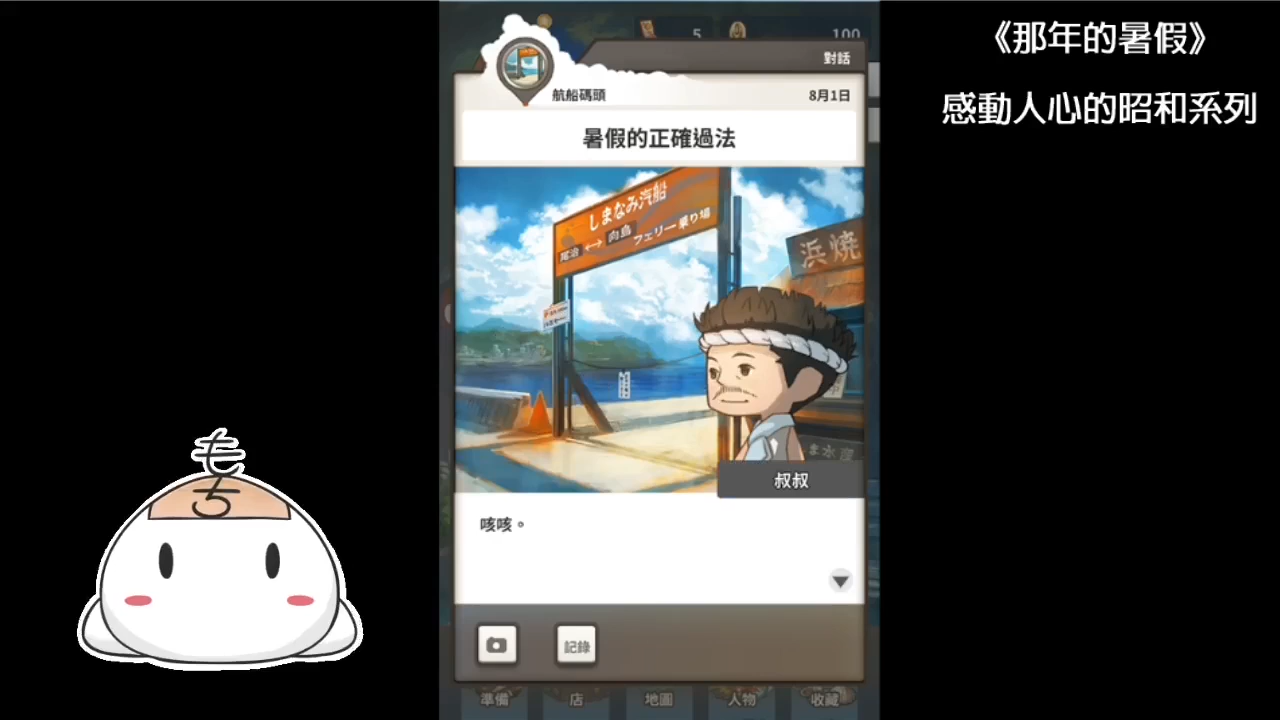 《那年的暑假》
感動人心的昭和系列
5
100
對話
航船碼頭
8月1日
暑假的正確過法
しまなみ汽船
尾道 ↔ 向島 フェリー乗り場
浜焼
叔叔
咳咳。
記錄
準備
店
地圖
人物
收藏
もち